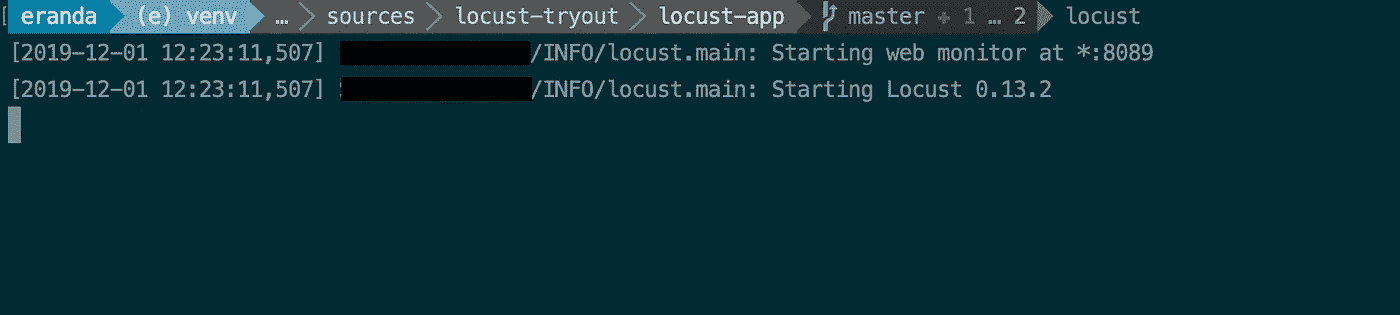 eranda (e) venv … sources locust-tryout locust-app master + 1 … 2 locust
[2019-12-01 12:23:11,507] /INFO/locust.main: Starting web monitor at *:8089
[2019-12-01 12:23:11,507] /INFO/locust.main: Starting Locust 0.13.2